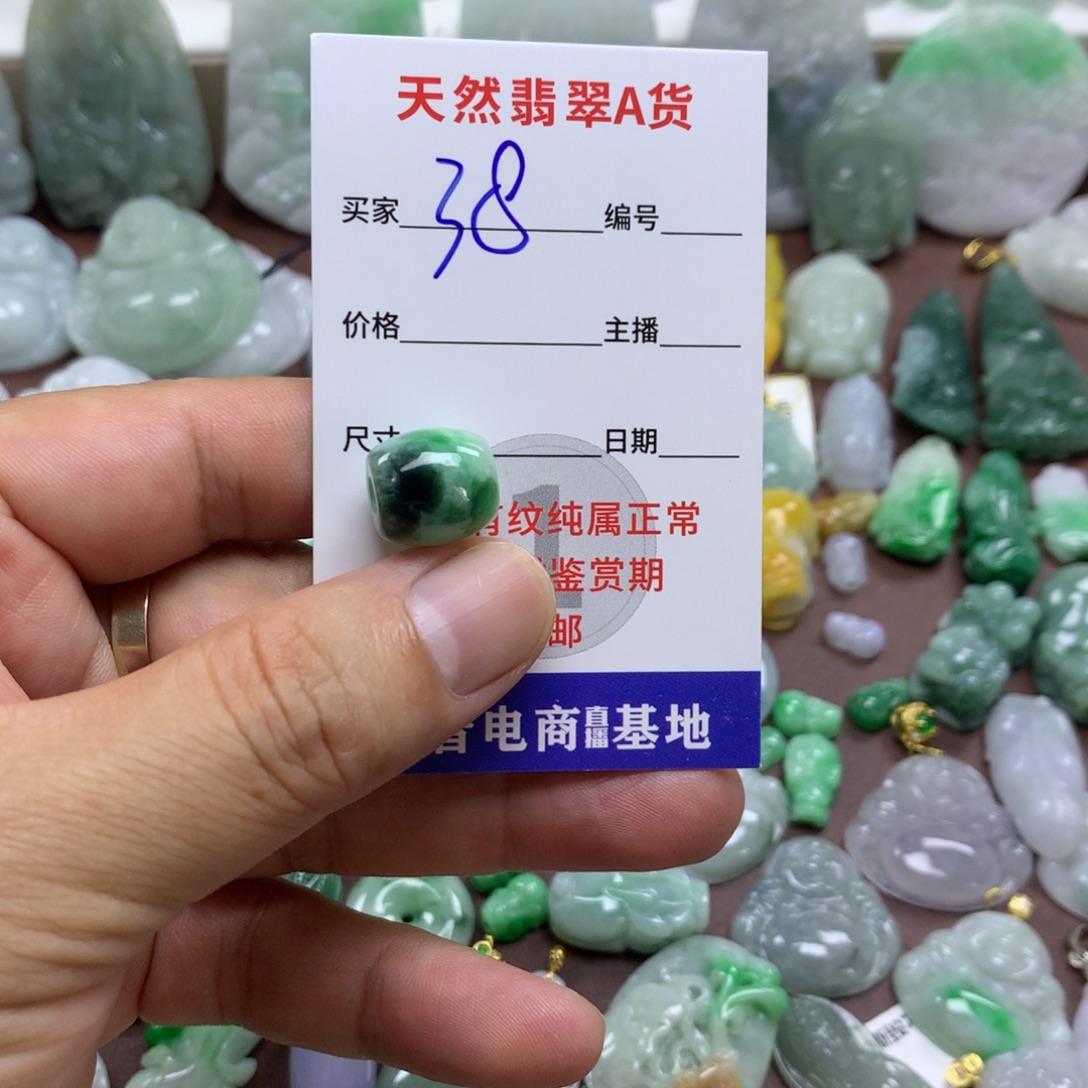 天然翡翠A货
买家 38 编号
价格 主播
尺寸 日期
有纹纯属正常
鉴赏期
邮
电商直播基地